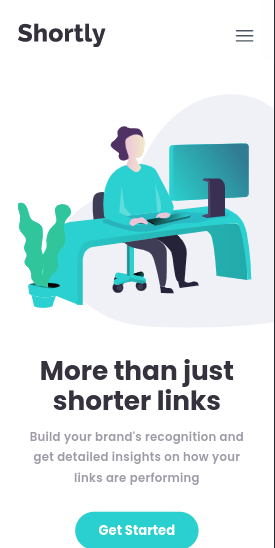 Shortly
More than just
shorter links
Build your brand's recognition and
get detailed insights on how your
links are performing
Get Started